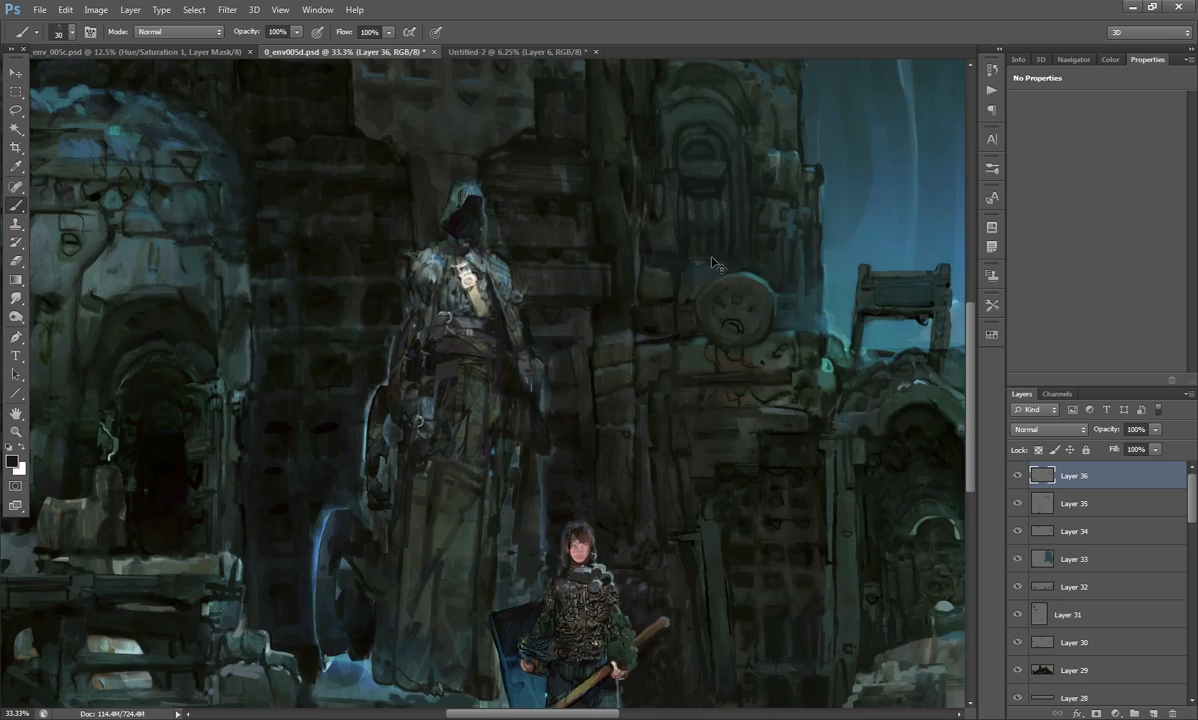 Ps File Edit Image Layer Type Select Filter 3D View Window Help
30 Mode: Normal Opacity: 100% Flow: 100% 3D
_env_005c.psd @ 12.5% (Hue/Saturation 1, Layer Mask/8) × 0_env005d.psd @ 33.3% (Layer 36, RGB/8) * × Untitled-2 @ 6.25% (Layer 6, RGB/8) * ×
Info 3D Navigator Color Properties
No Properties
Layers Channels
Kind
Normal Opacity: 100%
Lock: Fill: 100%
Layer 36
Layer 35
Layer 34
Layer 33
Layer 32
Layer 31
Layer 30
Layer 29
Layer 28
33.33% Doc: 114.4M/724.4M